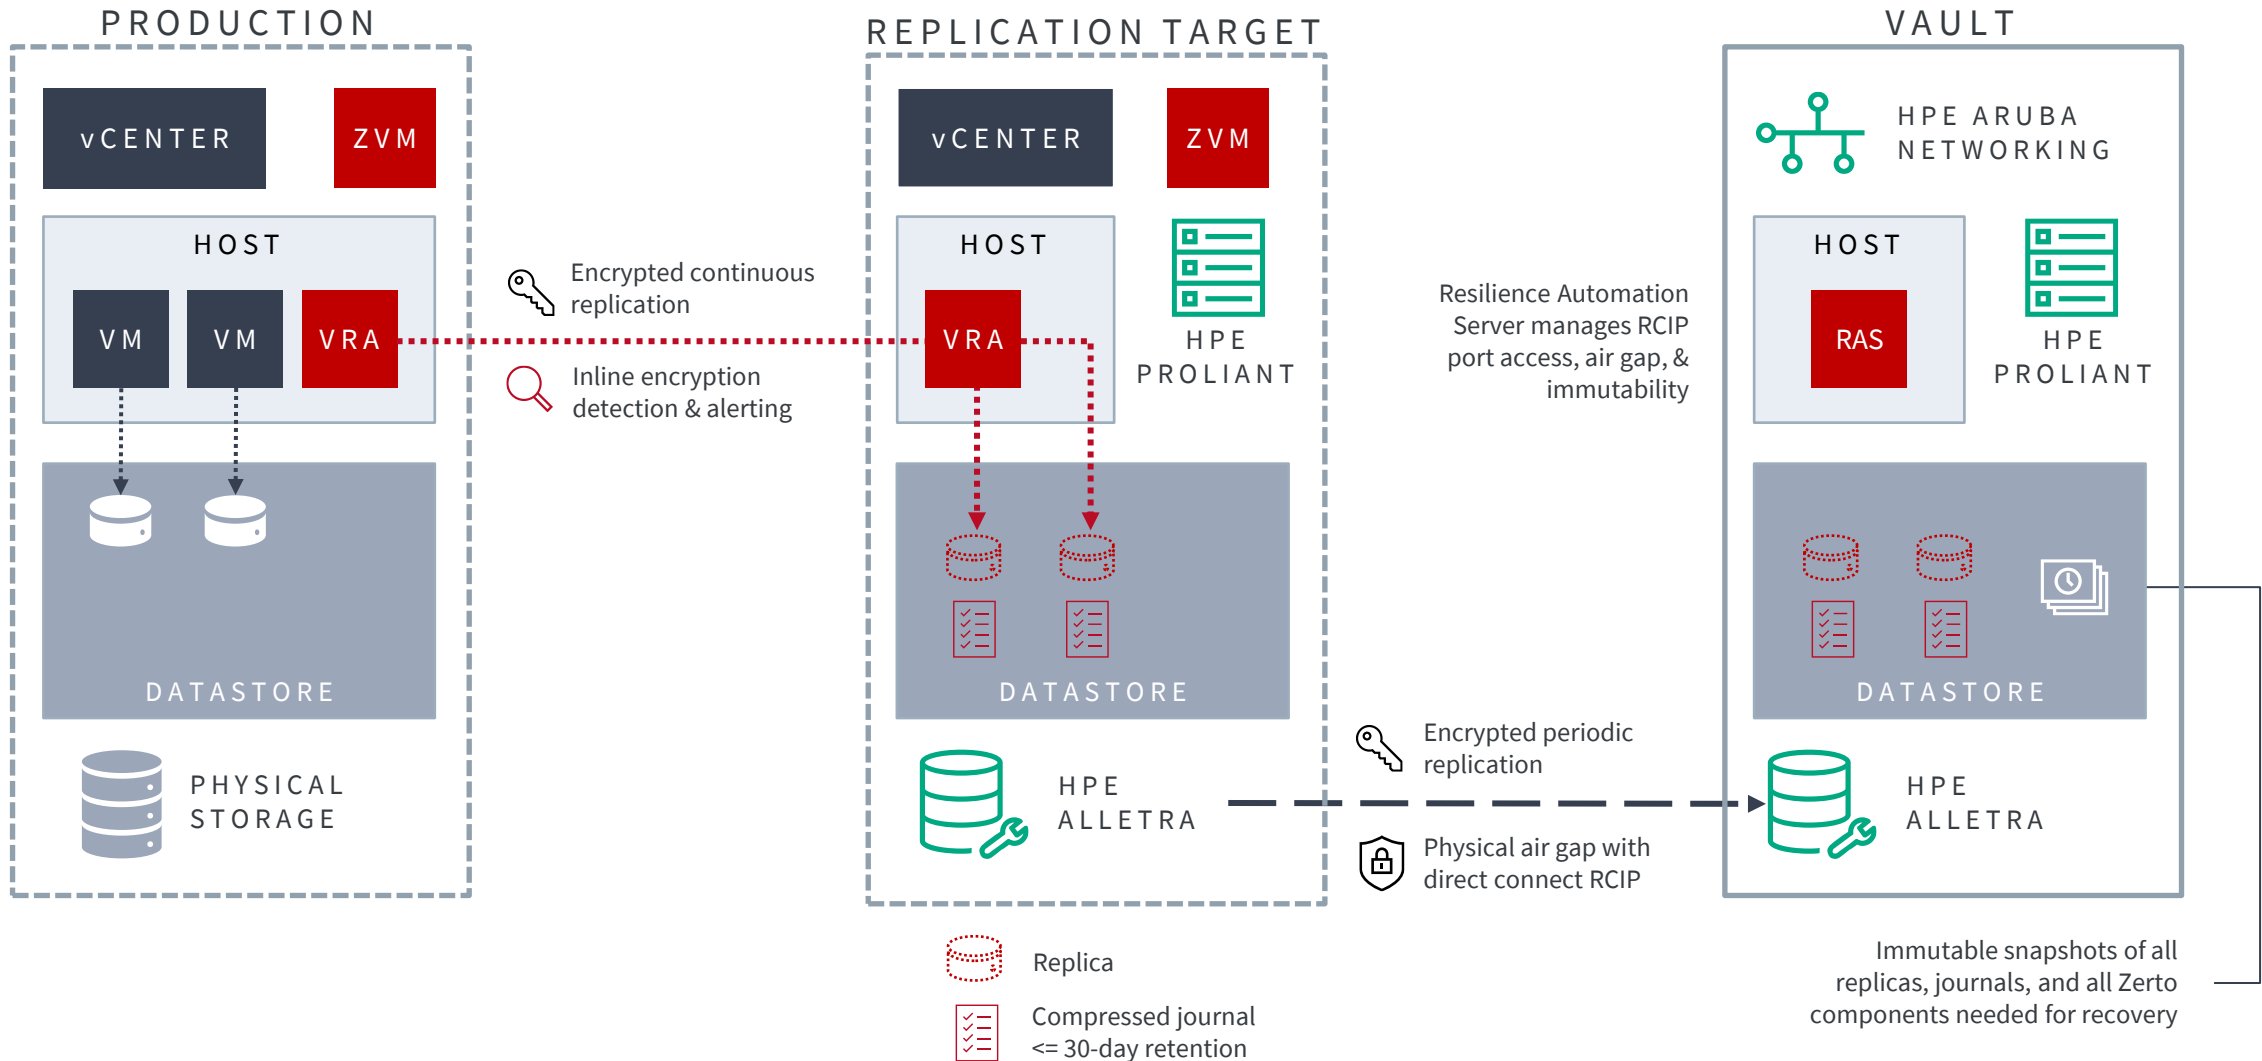 PRODUCTION
vCENTER
ZVM
HOST
VM
VM
VRA
DATASTORE
PHYSICAL
STORAGE
Encrypted continuous
replication
Inline encryption
detection & alerting
REPLICATION TARGET
vCENTER
ZVM
HOST
VRA
HPE
PROLIANT
DATASTORE
HPE
ALLETRA
Replica
Compressed journal
<= 30-day retention
Resilience Automation
Server manages RCIP
port access, air gap, &
immutability
Encrypted periodic
replication
Physical air gap with
direct connect RCIP
VAULT
HPE ARUBA
NETWORKING
HOST
RAS
HPE
PROLIANT
DATASTORE
HPE
ALLETRA
Immutable snapshots of all
replicas, journals, and all Zerto
components needed for recovery